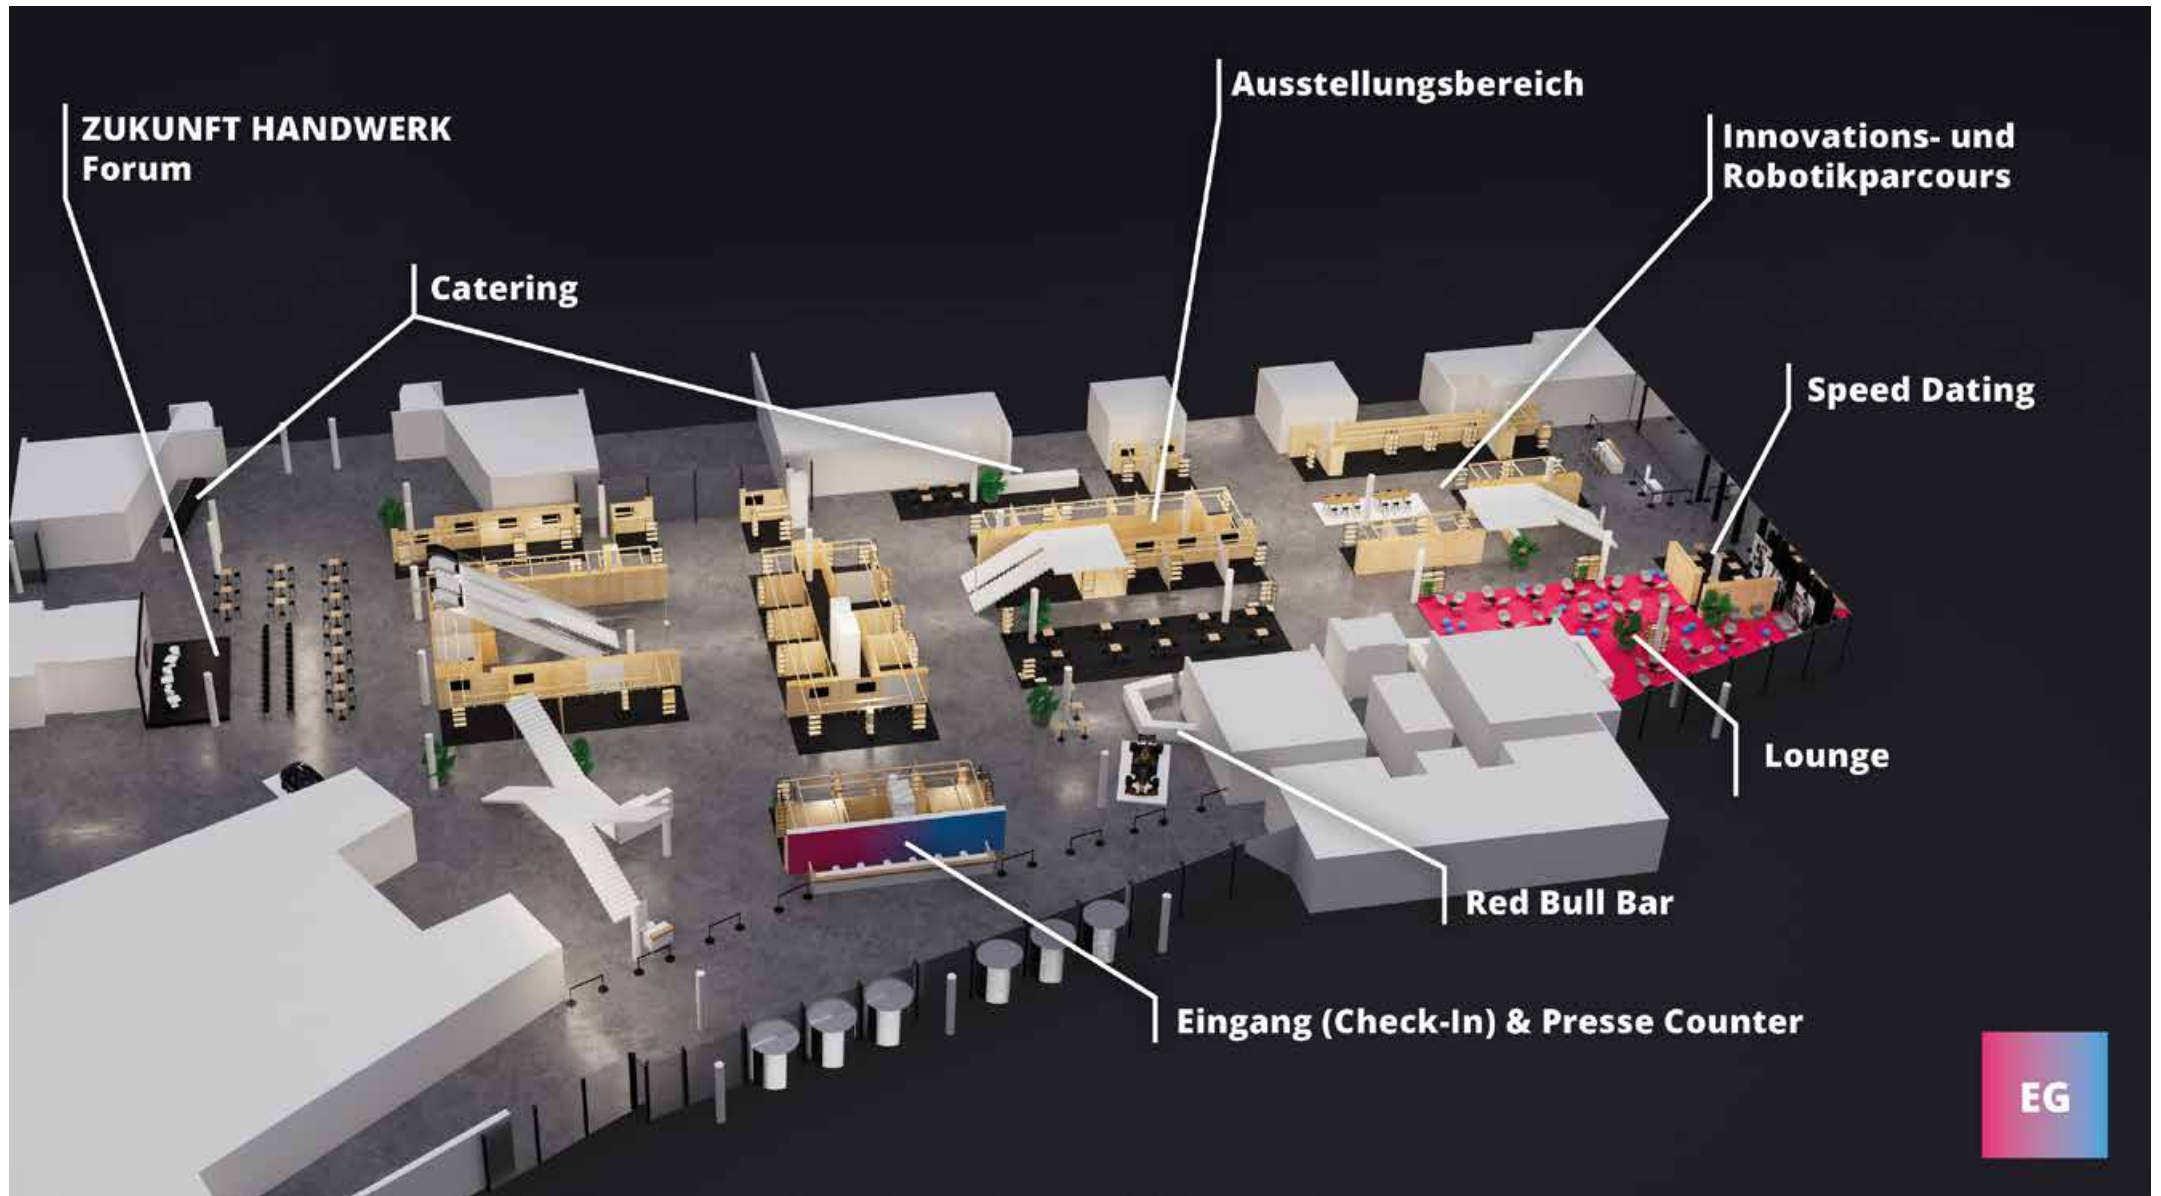 Ausstellungsbereich
ZUKUNFT HANDWERK
Forum
Innovations- und
Robotikparcours
Catering
Speed Dating
Lounge
Red Bull Bar
Eingang (Check-In) & Presse Counter
EG